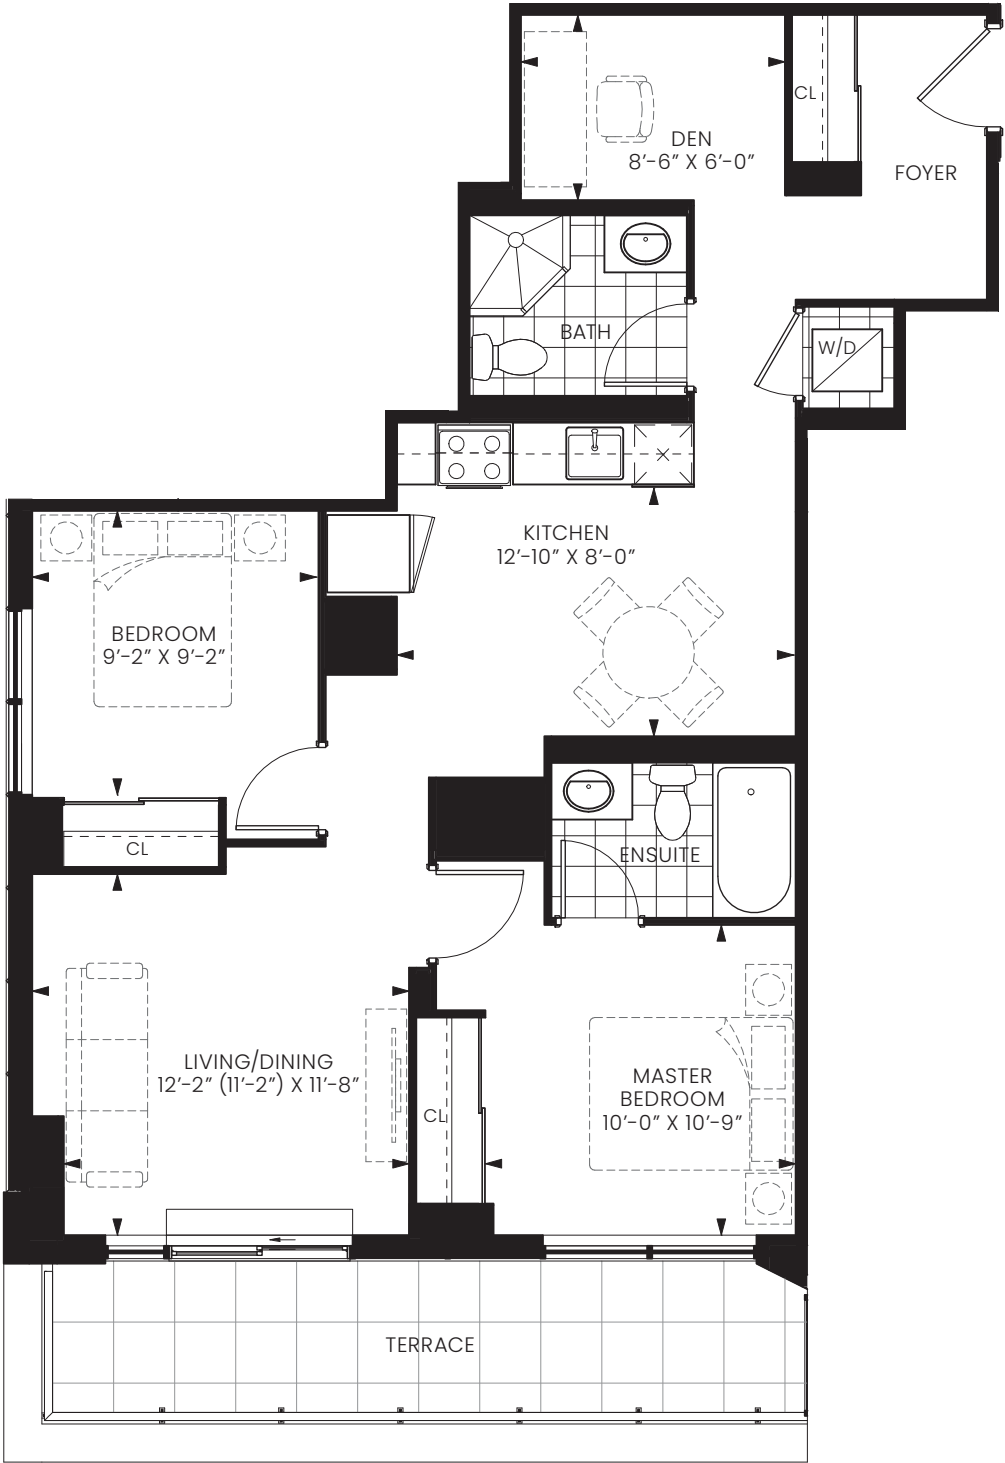 CL
DEN
8’-6” X 6’-0”
FOYER
BATH
W/D
KITCHEN
12’-10” X 8’-0”
BEDROOM
9’-2” X 9’-2”
CL
ENSUITE
LIVING/DINING
12’-2” (11’-2”) X 11’-8”
CL
MASTER
BEDROOM
10’-0” X 10’-9”
TERRACE